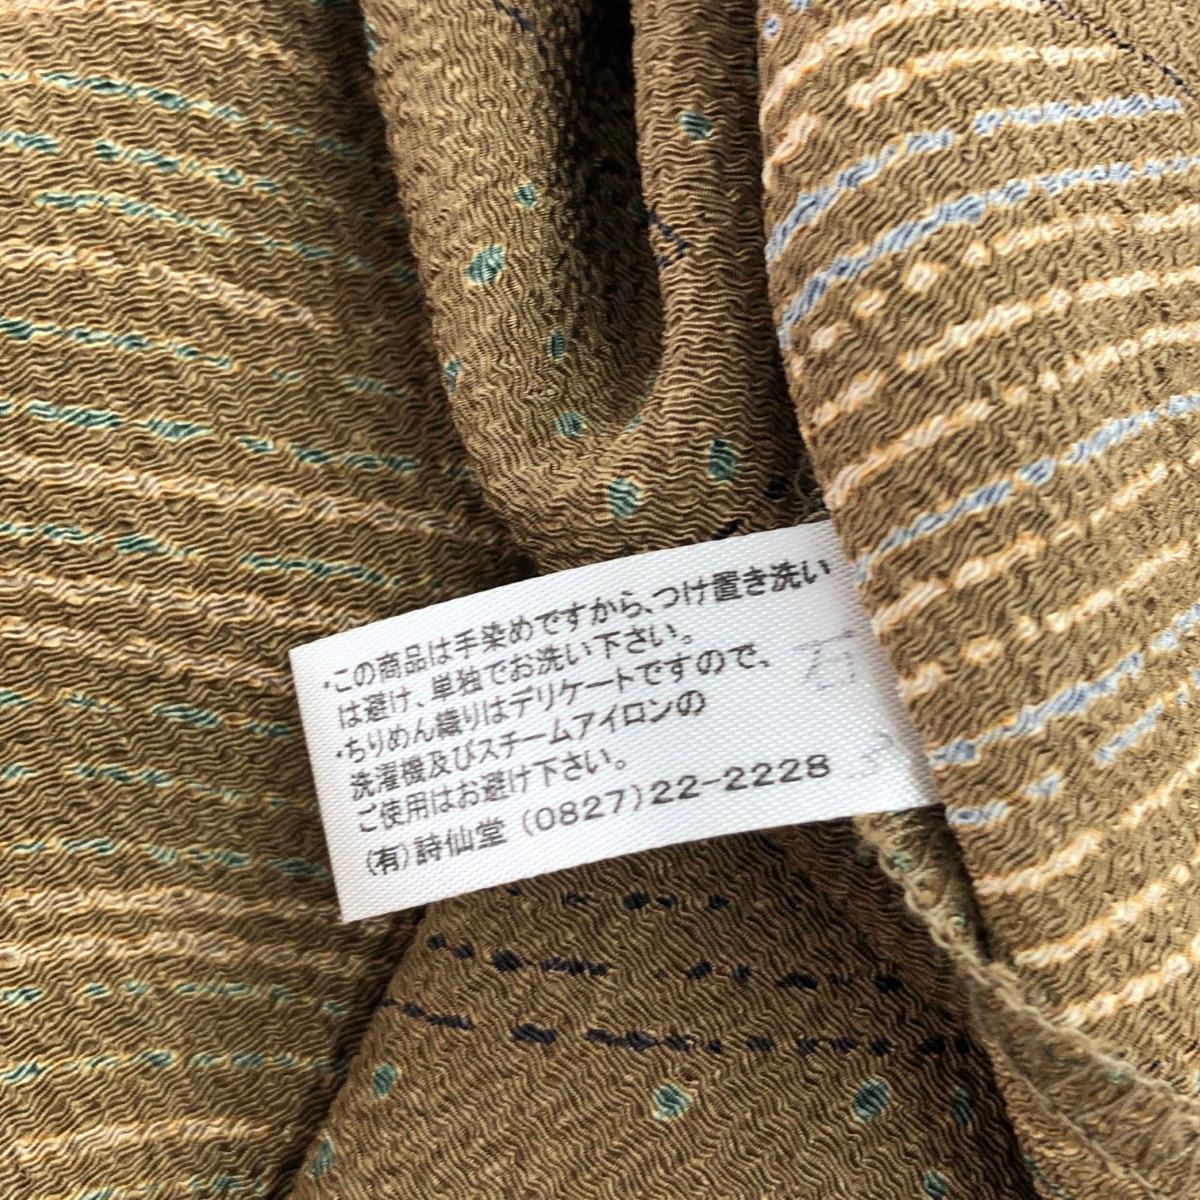 ・この商品は手染めですから、つけ置き洗い
は避け、単独でお洗い下さい。
・ちりめん織りはデリケートですので、
洗濯機及びスチームアイロンの
ご使用はお避け下さい。
(有)詩仙堂 (0827)22-2228